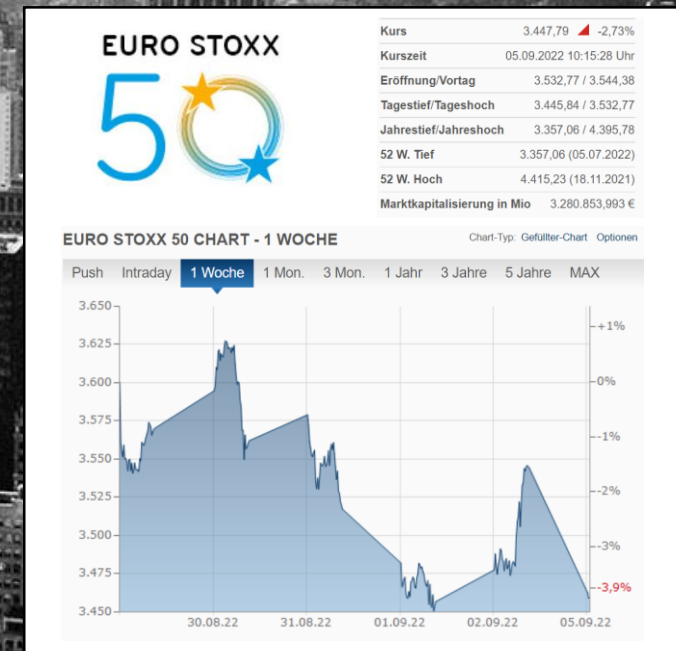 EURO STOXX
50
Kurs 3.447,79 -2,73%
Kurszeit 05.09.2022 10:15:28 Uhr
Eröffnung/Vortag 3.532,77 / 3.544,38
Tagestief/Tageshoch 3.445,84 / 3.532,77
Jahrestief/Jahreshoch 3.357,06 / 4.395,78
52 W. Tief 3.357,06 (05.07.2022)
52 W. Hoch 4.415,23 (18.11.2021)
Marktkapitalisierung in Mio 3.280.853,993 €
EURO STOXX 50 CHART - 1 WOCHE Chart-Typ: Gefüllter-Chart Optionen
Push Intraday 1 Woche 1 Mon. 3 Mon. 1 Jahr 3 Jahre 5 Jahre MAX
3.650
3.625
3.600
3.575
3.550
3.525
3.500
3.475
3.450
+1%
0%
-1%
-2%
-3%
-3,9%
30.08.22 31.08.22 01.09.22 02.09.22 05.09.22